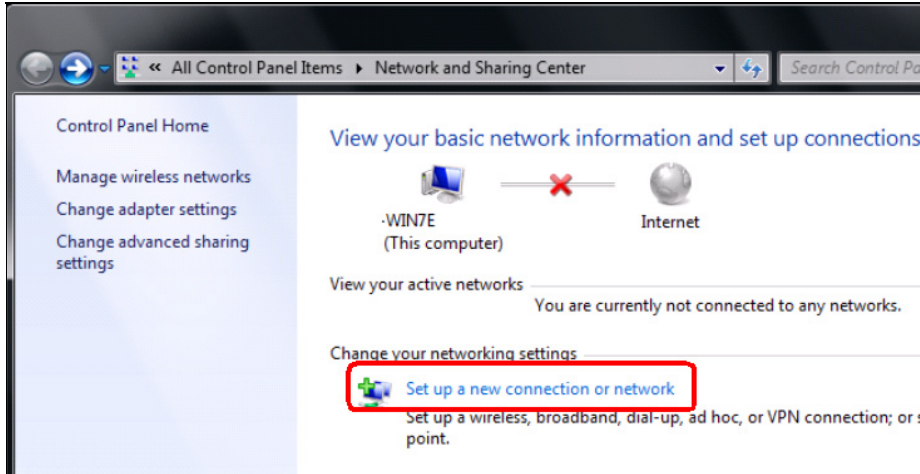 « All Control Panel Items ▸ Network and Sharing Center
Search Control
Control Panel Home
Manage wireless networks
Change adapter settings
Change advanced sharing
settings
View your basic network information and set up connections
-WIN7E
(This computer)
Internet
View your active networks
You are currently not connected to any networks.
Change your networking settings
Set up a new connection or network
Set up a wireless, broadband, dial-up, ad hoc, or VPN connection; or
point.